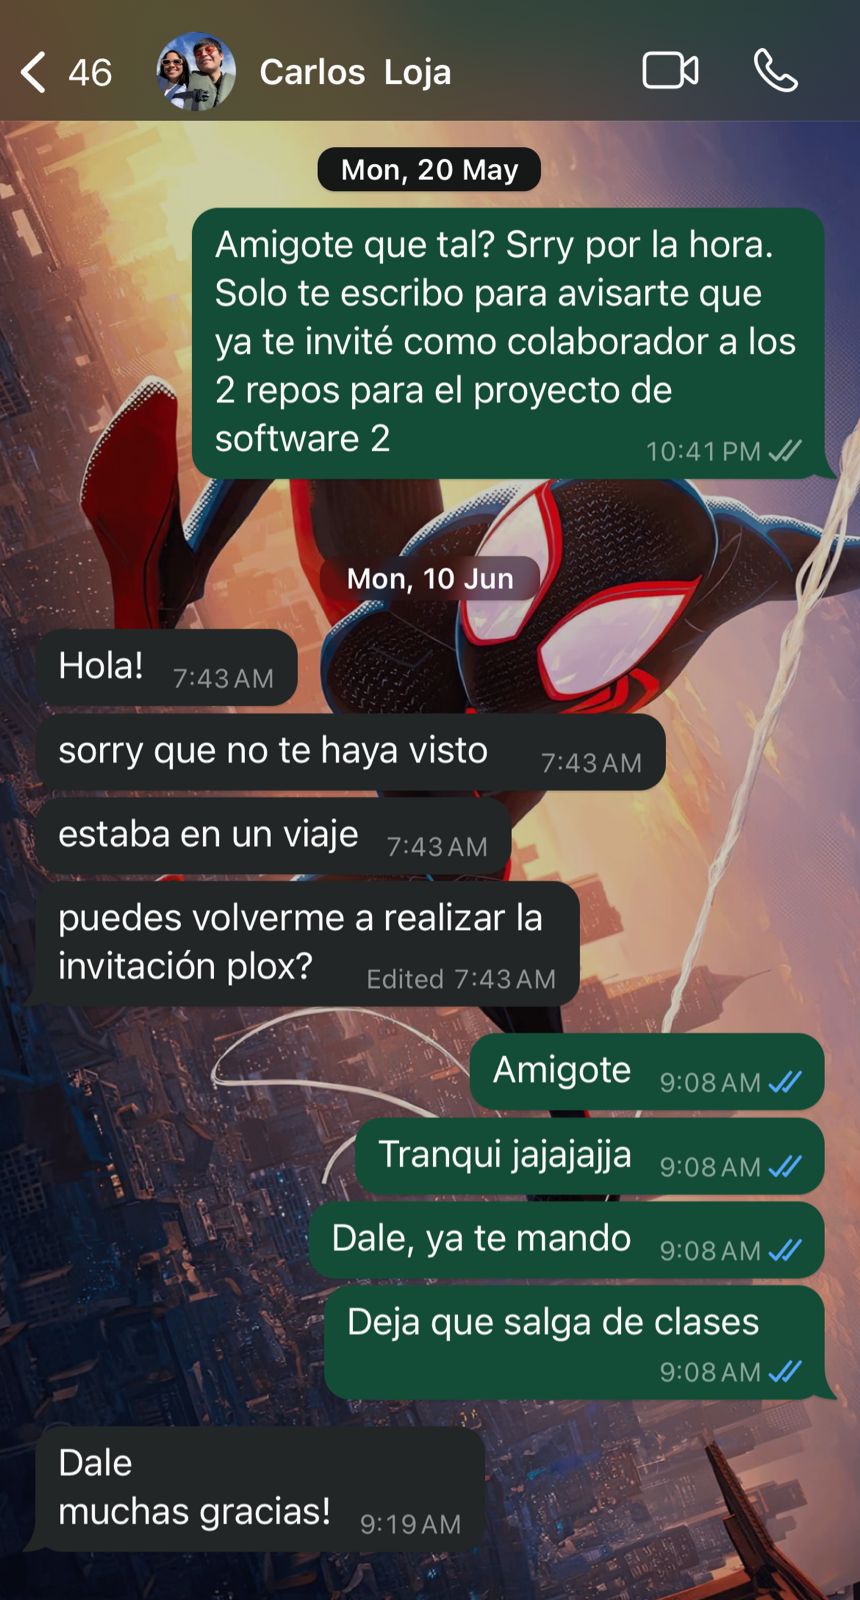 46 Carlos Loja
Mon, 20 May
Amigote que tal? Srry por la hora.
Solo te escribo para avisarte que
ya te invité como colaborador a los
2 repos para el proyecto de
software 2
10:41 PM
Mon, 10 Jun
Hola! 7:43 AM
sorry que no te haya visto 7:43 AM
estaba en un viaje 7:43 AM
puedes volverme a realizar la
invitación plox? Edited 7:43 AM
Amigote 9:08 AM
Tranqui jajajajja 9:08 AM
Dale, ya te mando 9:08 AM
Deja que salga de clases
9:08 AM
Dale
muchas gracias! 9:19 AM